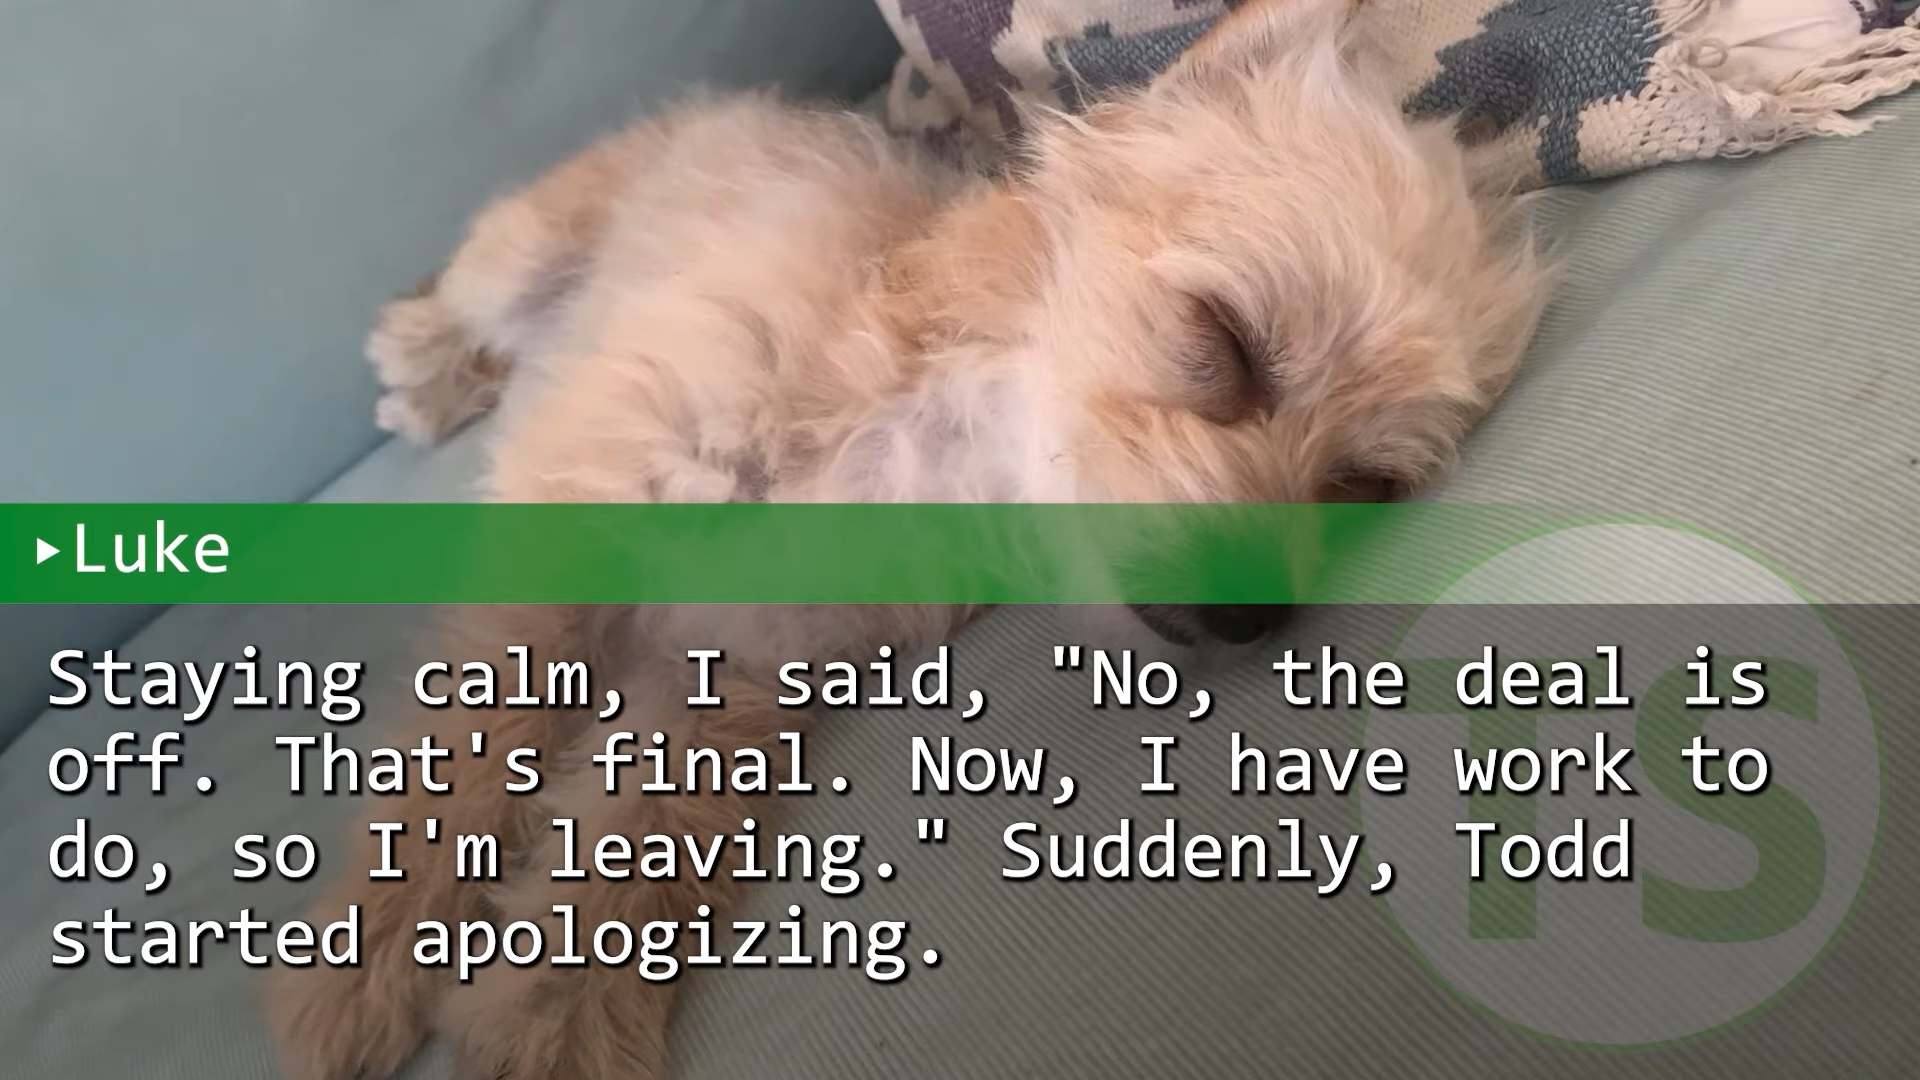 ▶Luke
Staying calm, I said, "No, the deal is
off. That's final. Now, I have work to
do, so I'm leaving." Suddenly, Todd
started apologizing.
TS